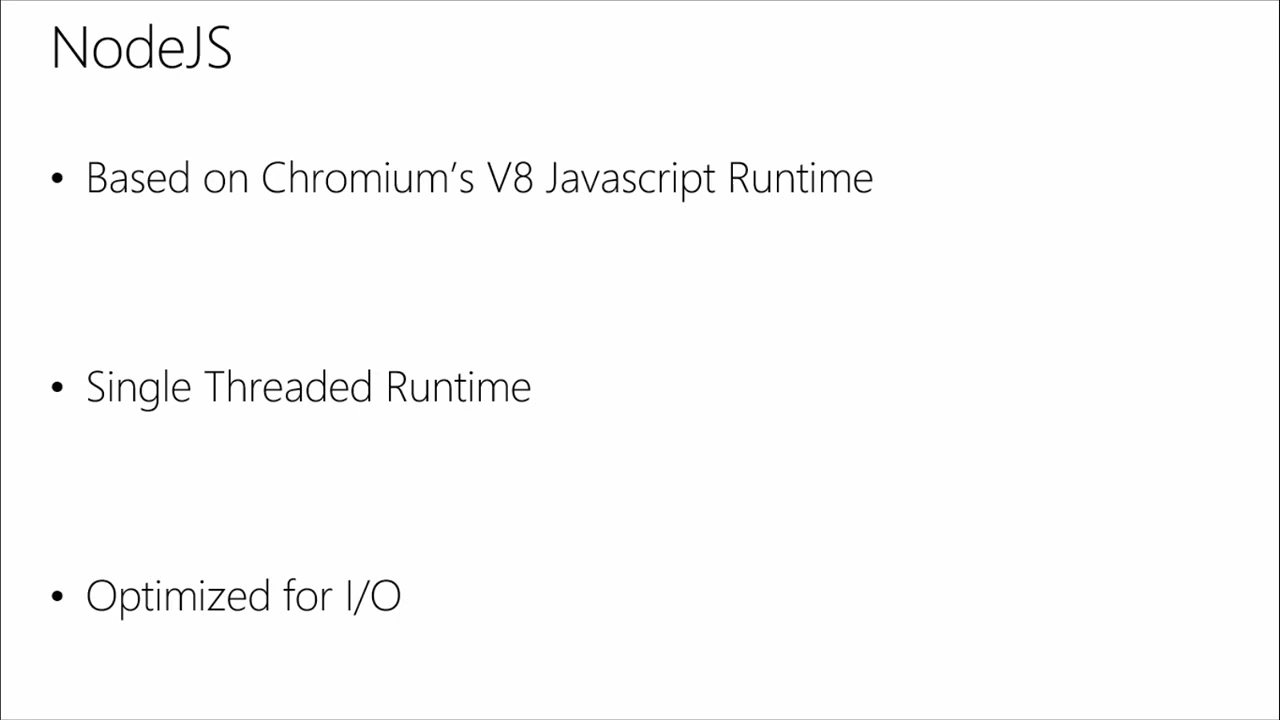 NodeJS
• Based on Chromium’s V8 Javascript Runtime
• Single Threaded Runtime
• Optimized for I/O